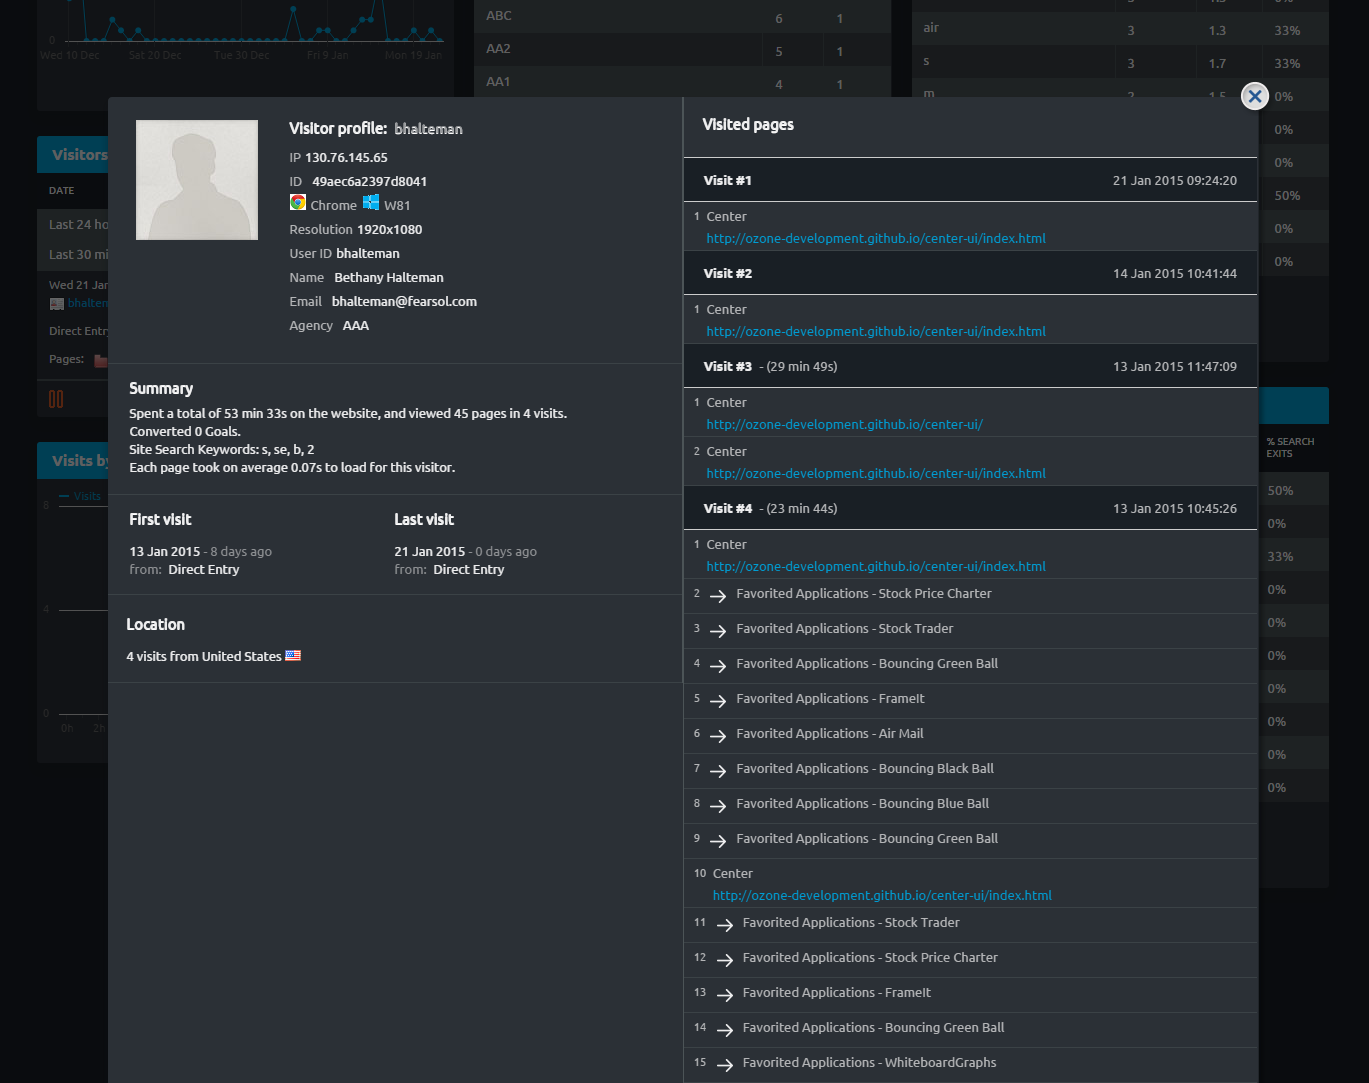 0
Wed 10 Dec Sat 20 Dec Tue 30 Dec Fri 9 Jan Mon 19 Jan
ABC 6 1
AA2 5 1
AA1 4 1
air 3 1.3 33%
s 3 1.7 33%
m 2 1.5 0%
0%
0%
50%
0%
0%
Visitors
DATE
Last 24 ho
Last 30 mi
Wed 21 Jan
bhalten
Direct Entry
Pages:
Visits by
Visits
8
4
0
0h 2h
Visitor profile: bhalteman
IP 130.76.145.65
ID 49aec6a2397d8041
Chrome W81
Resolution 1920x1080
User ID bhalteman
Name Bethany Halteman
Email bhalteman@fearsol.com
Agency AAA
Summary
Spent a total of 53 min 33s on the website, and viewed 45 pages in 4 visits.
Converted 0 Goals.
Site Search Keywords: s, se, b, 2
Each page took on average 0.07s to load for this visitor.
First visit
13 Jan 2015 - 8 days ago
from: Direct Entry
Last visit
21 Jan 2015 - 0 days ago
from: Direct Entry
Location
4 visits from United States
Visited pages
Visit #1 21 Jan 2015 09:24:20
1 Center
http://ozone-development.github.io/center-ui/index.html
Visit #2 14 Jan 2015 10:41:44
1 Center
http://ozone-development.github.io/center-ui/index.html
Visit #3 - (29 min 49s) 13 Jan 2015 11:47:09
1 Center
http://ozone-development.github.io/center-ui/
2 Center
http://ozone-development.github.io/center-ui/index.html
Visit #4 - (23 min 44s) 13 Jan 2015 10:45:26
1 Center
http://ozone-development.github.io/center-ui/index.html
2 → Favorited Applications - Stock Price Charter
3 → Favorited Applications - Stock Trader
4 → Favorited Applications - Bouncing Green Ball
5 → Favorited Applications - FrameIt
6 → Favorited Applications - Air Mail
7 → Favorited Applications - Bouncing Black Ball
8 → Favorited Applications - Bouncing Blue Ball
9 → Favorited Applications - Bouncing Green Ball
10 Center
http://ozone-development.github.io/center-ui/index.html
11 → Favorited Applications - Stock Trader
12 → Favorited Applications - Stock Price Charter
13 → Favorited Applications - FrameIt
14 → Favorited Applications - Bouncing Green Ball
15 → Favorited Applications - WhiteboardGraphs
% SEARCH
EXITS
50%
0%
33%
0%
0%
0%
0%
0%
0%
0%